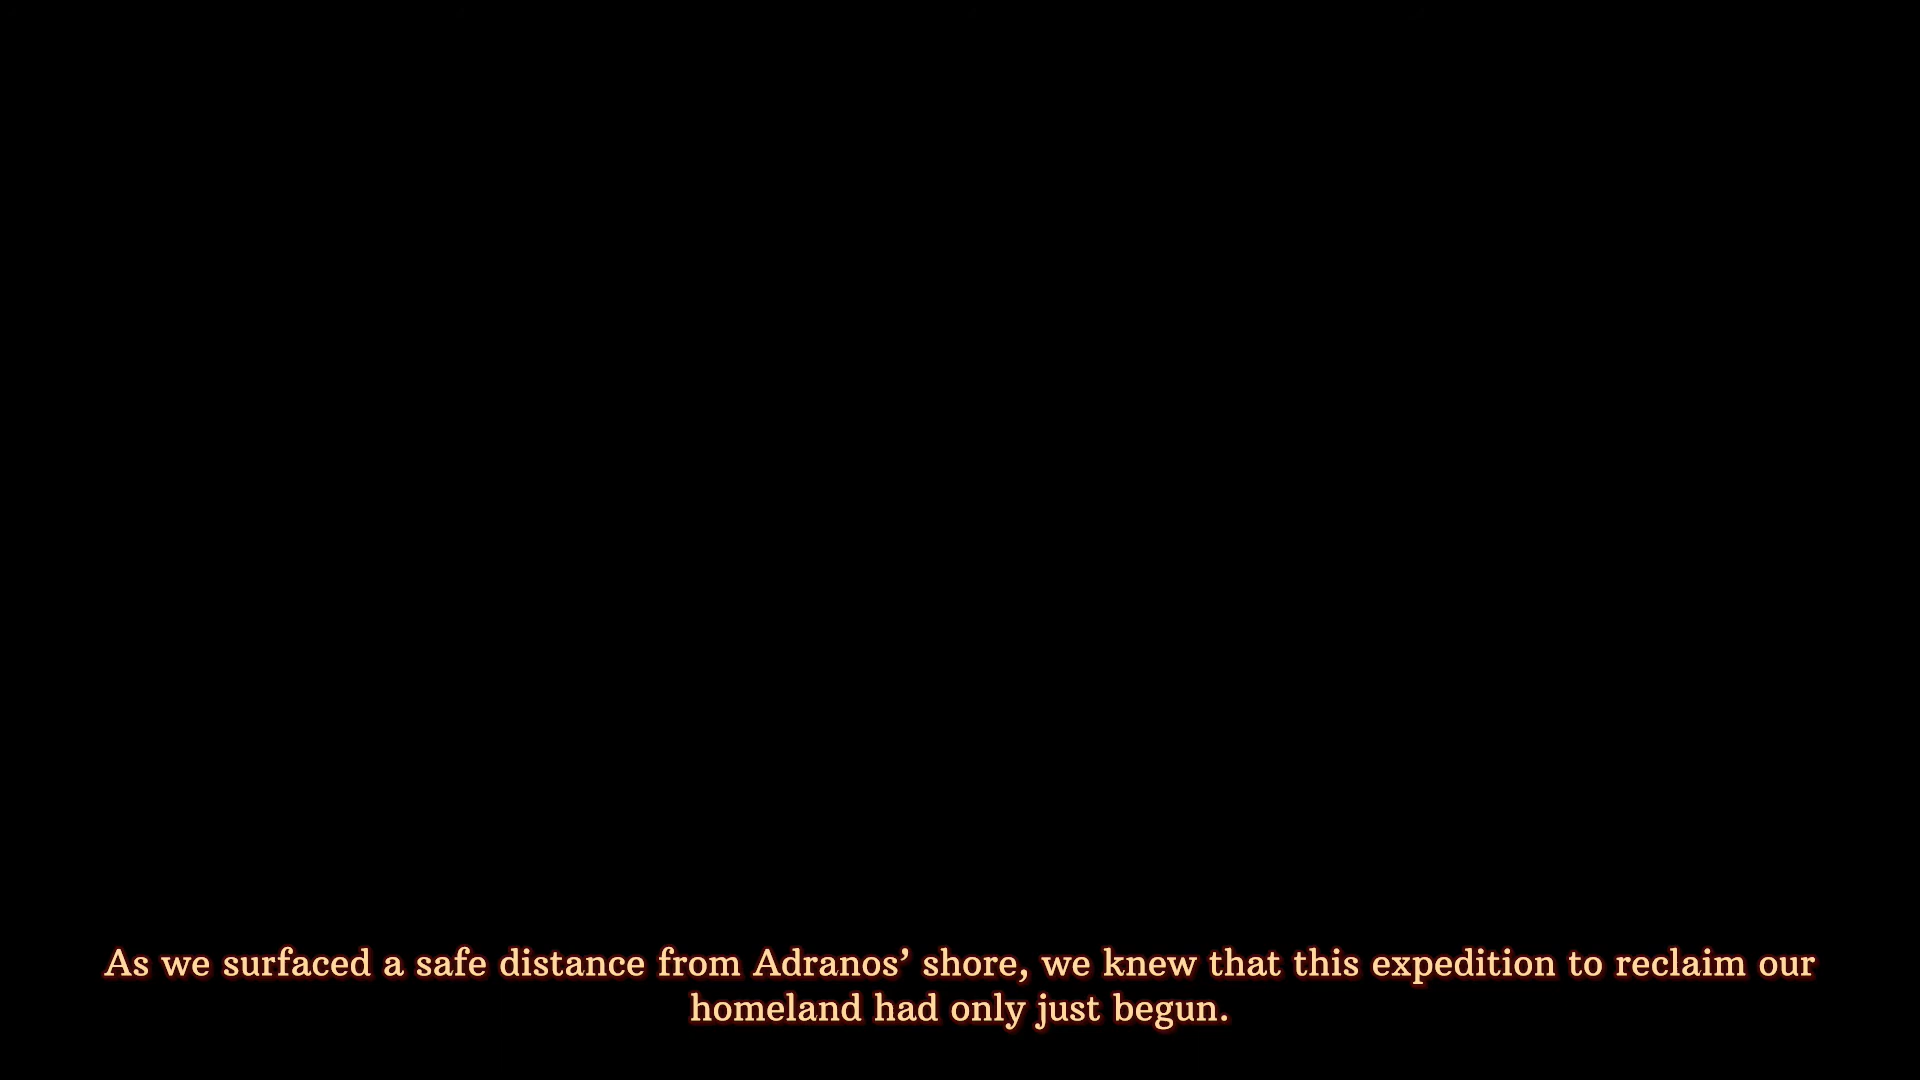 As we surfaced a safe distance from Adranos’ shore, we knew that this expedition to reclaim our
homeland had only just begun.